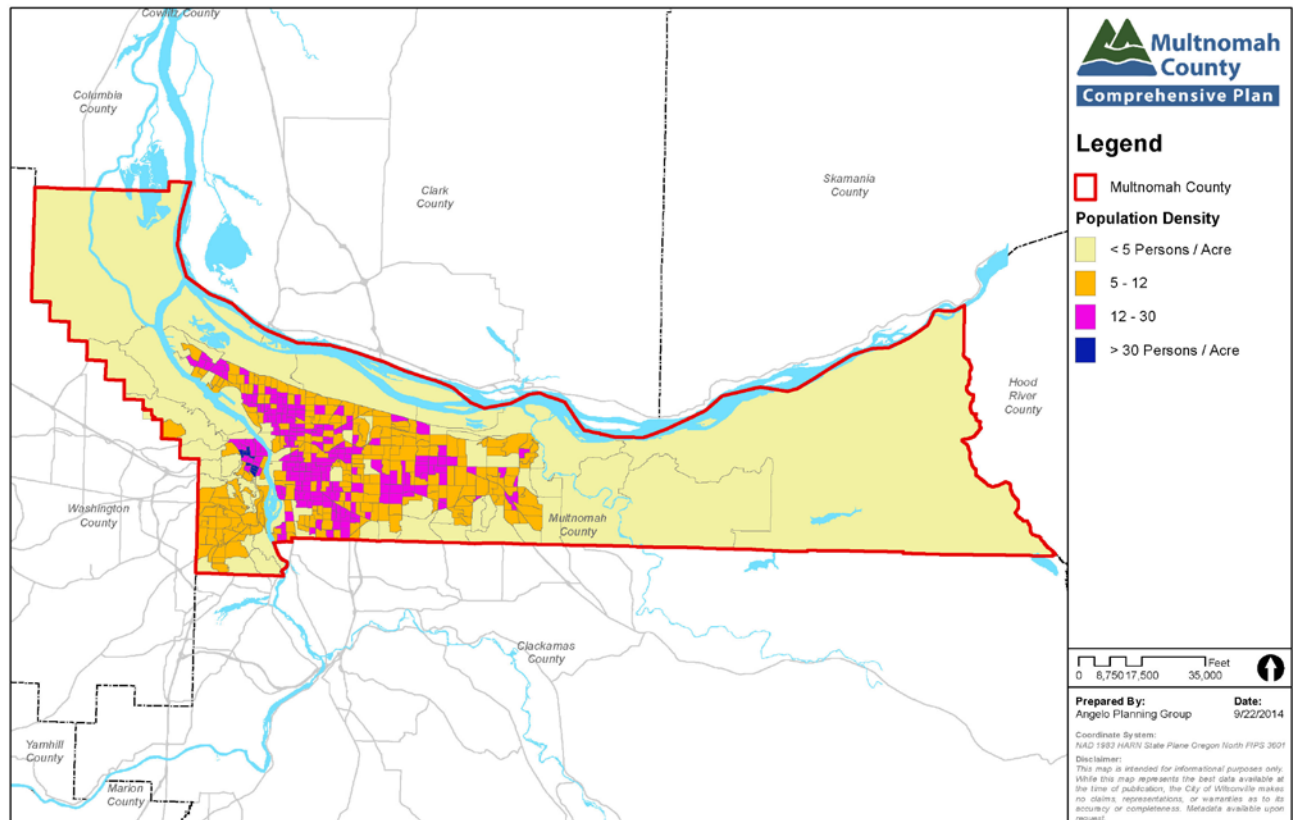 Cowlitz County
Columbia
County
Clark
County
Skamania
County
Hood
River
County
Washington
County
Multnomah
County
Clackamas
County
Yamhill
County
Marion
County
Multnomah
County
Comprehensive Plan
Legend
Multnomah County
Population Density
< 5 Persons / Acre
5 - 12
12 - 30
> 30 Persons / Acre
Feet
0 8,750 17,500 35,000
Prepared By: Date:
Angelo Planning Group 9/22/2014
Coordinate System:
NAD 1983 HARN State Plane Oregon North FIPS 3601
Disclaimer:
This map is intended for informational purposes only.
While this map represents the best data available at
the time of publication, the City of Wilsonville makes
no claims, representations, or warranties as to its
accuracy or completeness. Metadata available upon
request.